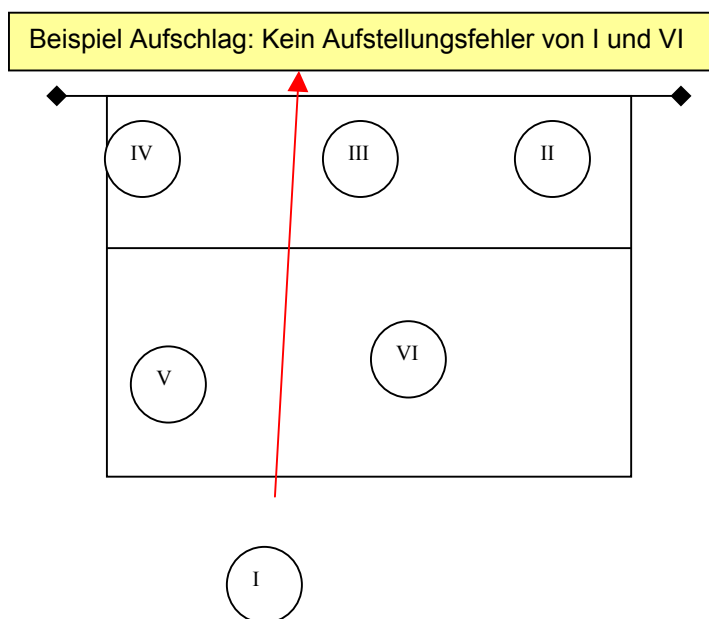 Beispiel Aufschlag: Kein Aufstellungsfehler von I und VI
IV
III
II
V
VI
I